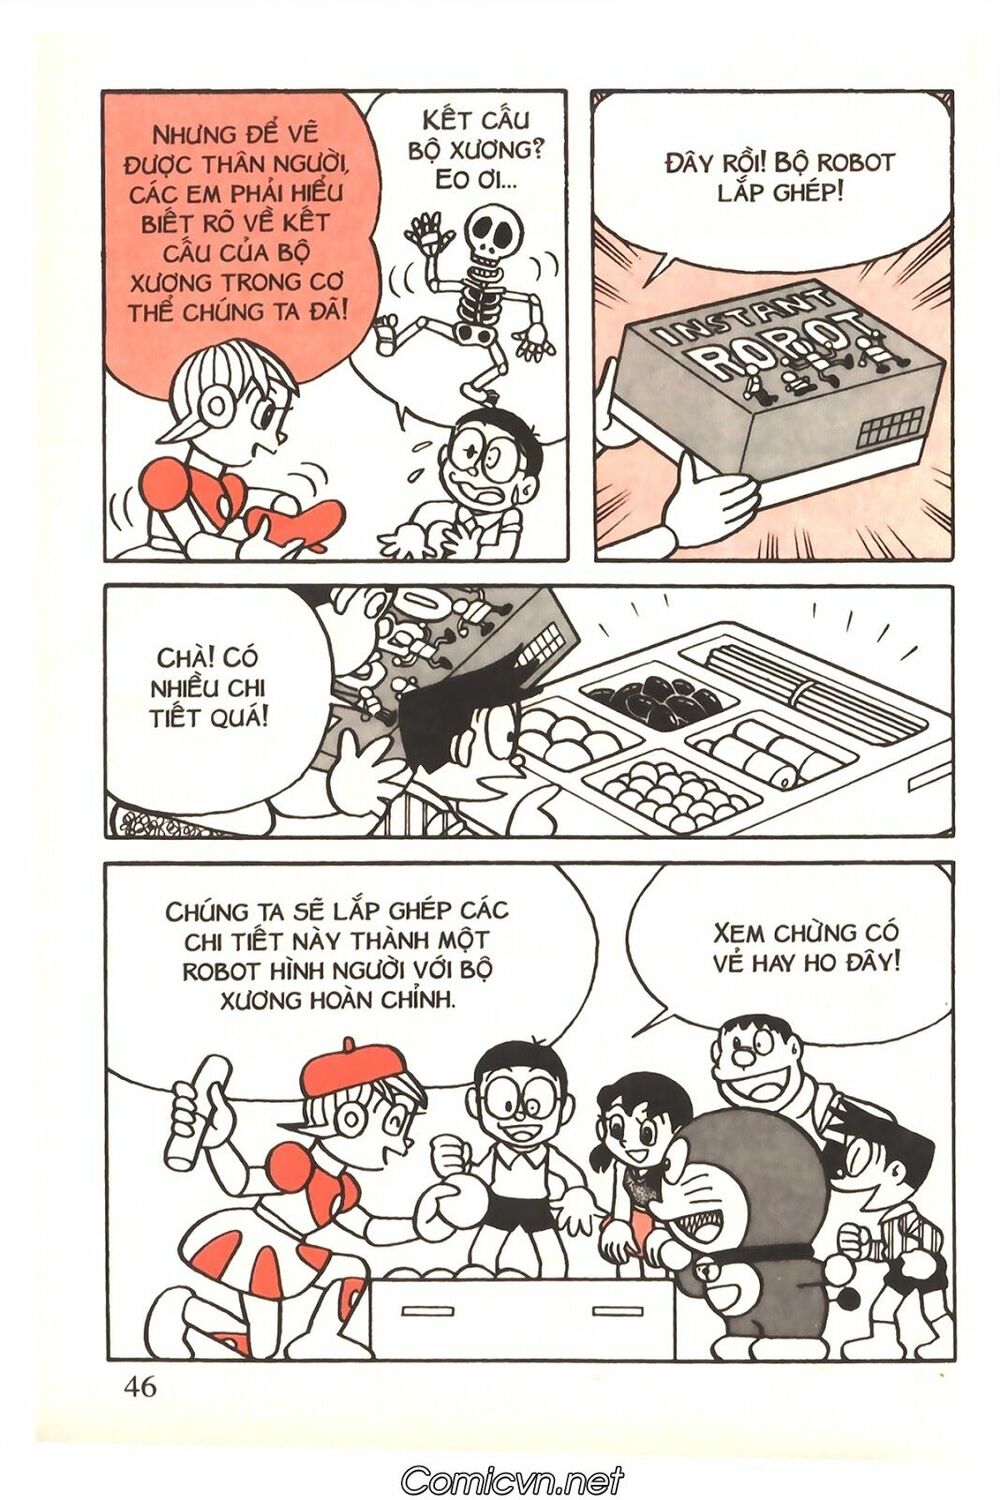 NHƯNG ĐỂ VẼ
ĐƯỢC THÂN NGƯỜI,
CÁC EM PHẢI HIỂU
BIẾT RÕ VỀ KẾT
CẤU CỦA BỘ
XƯƠNG TRONG CƠ
THỂ CHÚNG TA ĐÃ!
KẾT CẤU
BỘ XƯƠNG?
EO ƠI...
ĐÂY RỒI! BỘ ROBOT
LẮP GHÉP!
INSTANT
ROBOT
CHÀ! CÓ
NHIỀU CHI
TIẾT QUÁ!
CHÚNG TA SẼ LẮP GHÉP CÁC
CHI TIẾT NÀY THÀNH MỘT
ROBOT HÌNH NGƯỜI VỚI BỘ
XƯƠNG HOÀN CHỈNH.
XEM CHỪNG CÓ
VẺ HAY HO ĐÂY!
46
Comicvn.net